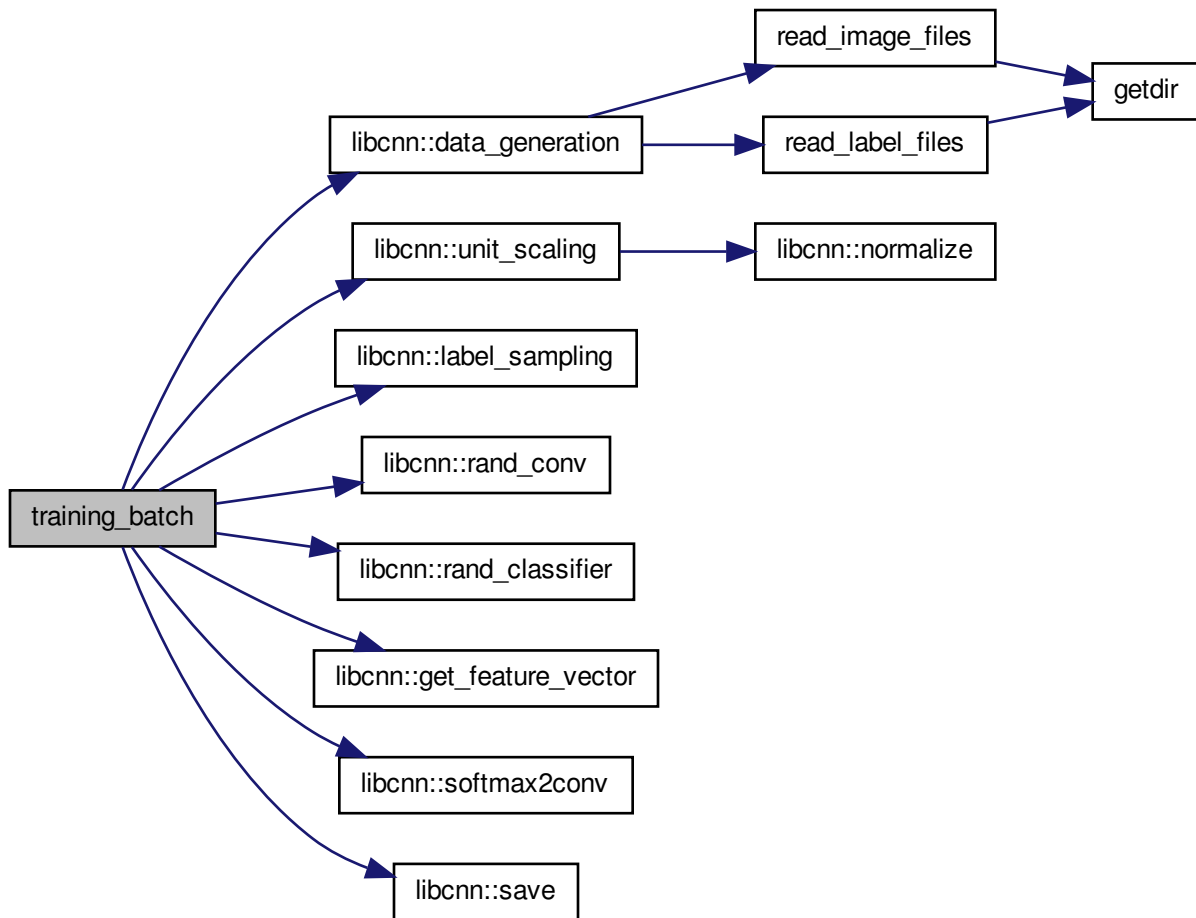 read_image_files
getdir
libcnn::data_generation
read_label_files
libcnn::unit_scaling
libcnn::normalize
libcnn::label_sampling
libcnn::rand_conv
training_batch
libcnn::rand_classifier
libcnn::get_feature_vector
libcnn::softmax2conv
libcnn::save